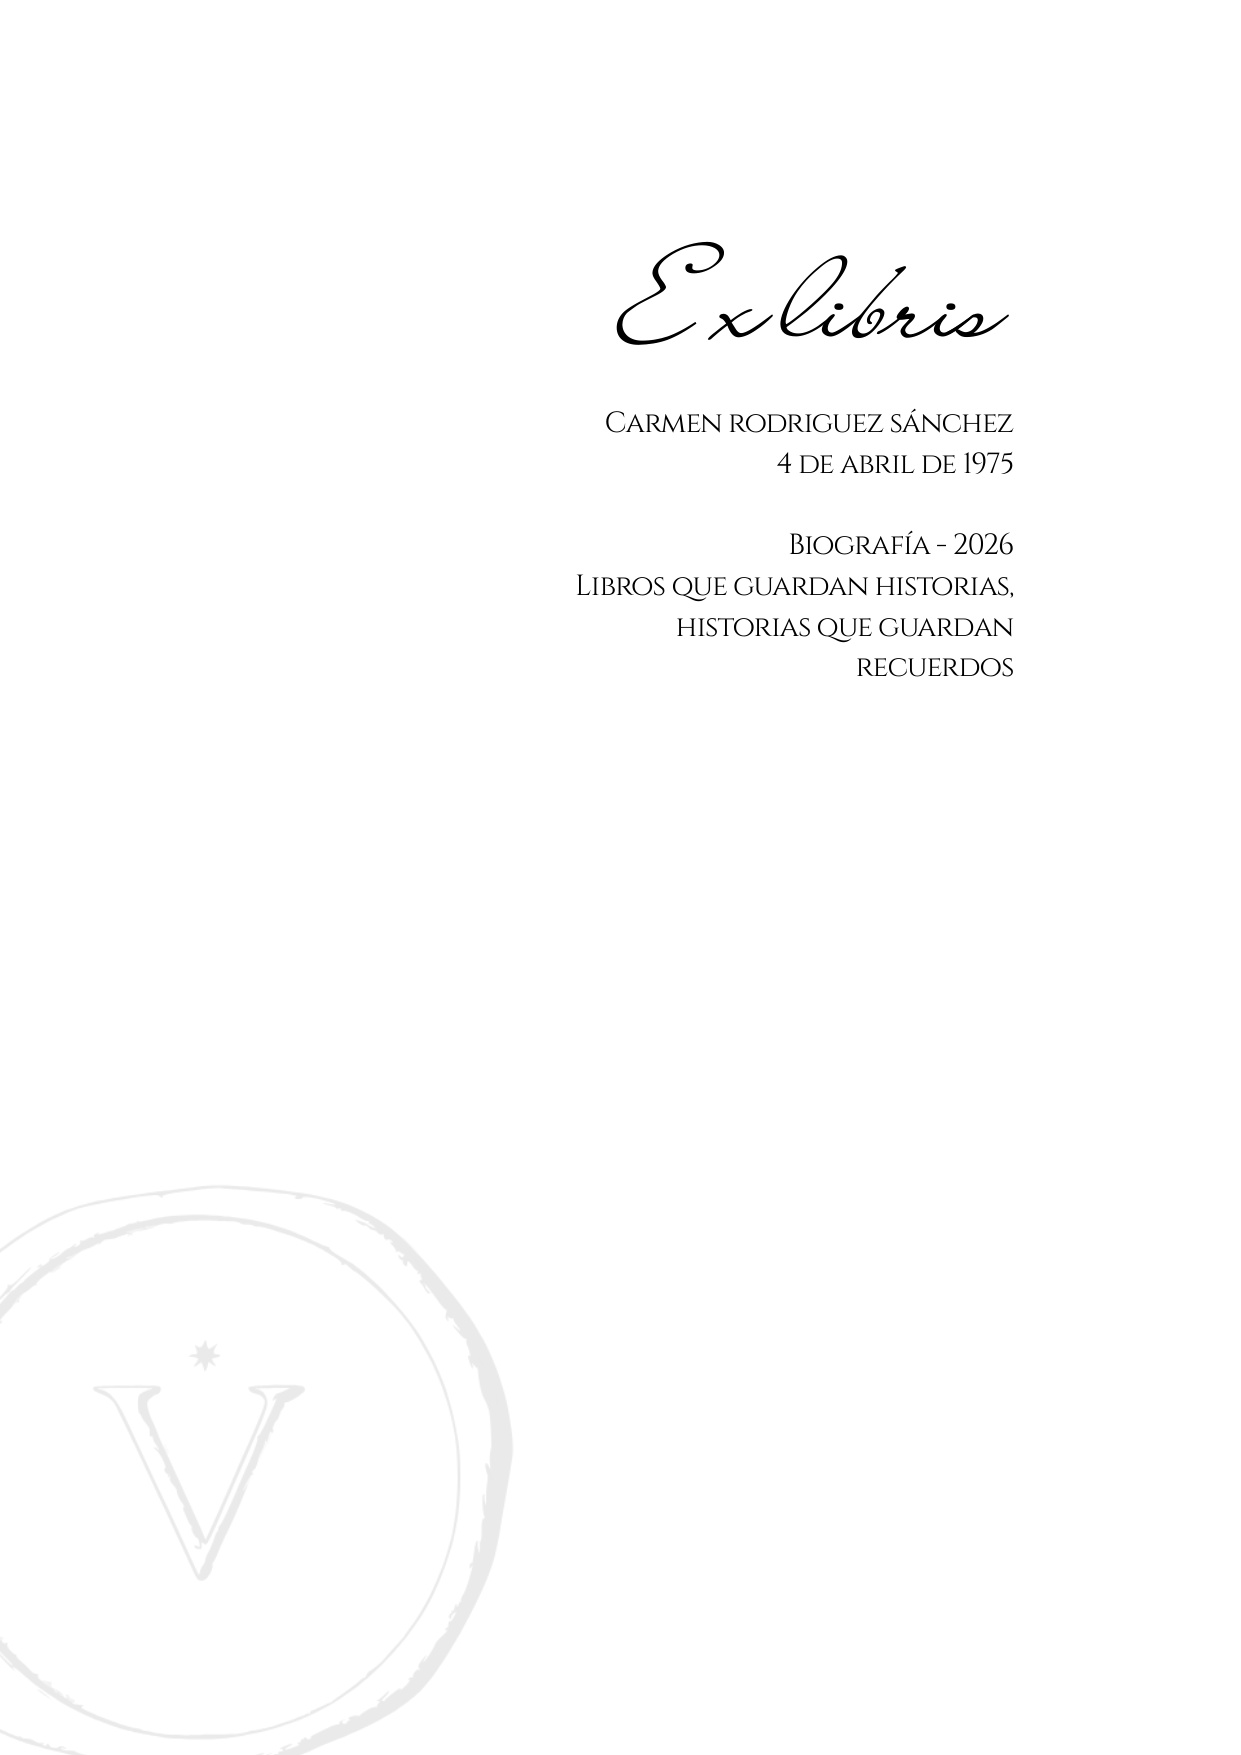 Exlibris
Carmen rodriguez sánchez
4 de abril de 1975
Biografía - 2026
Libros que guardan historias,
historias que guardan
recuerdos
V